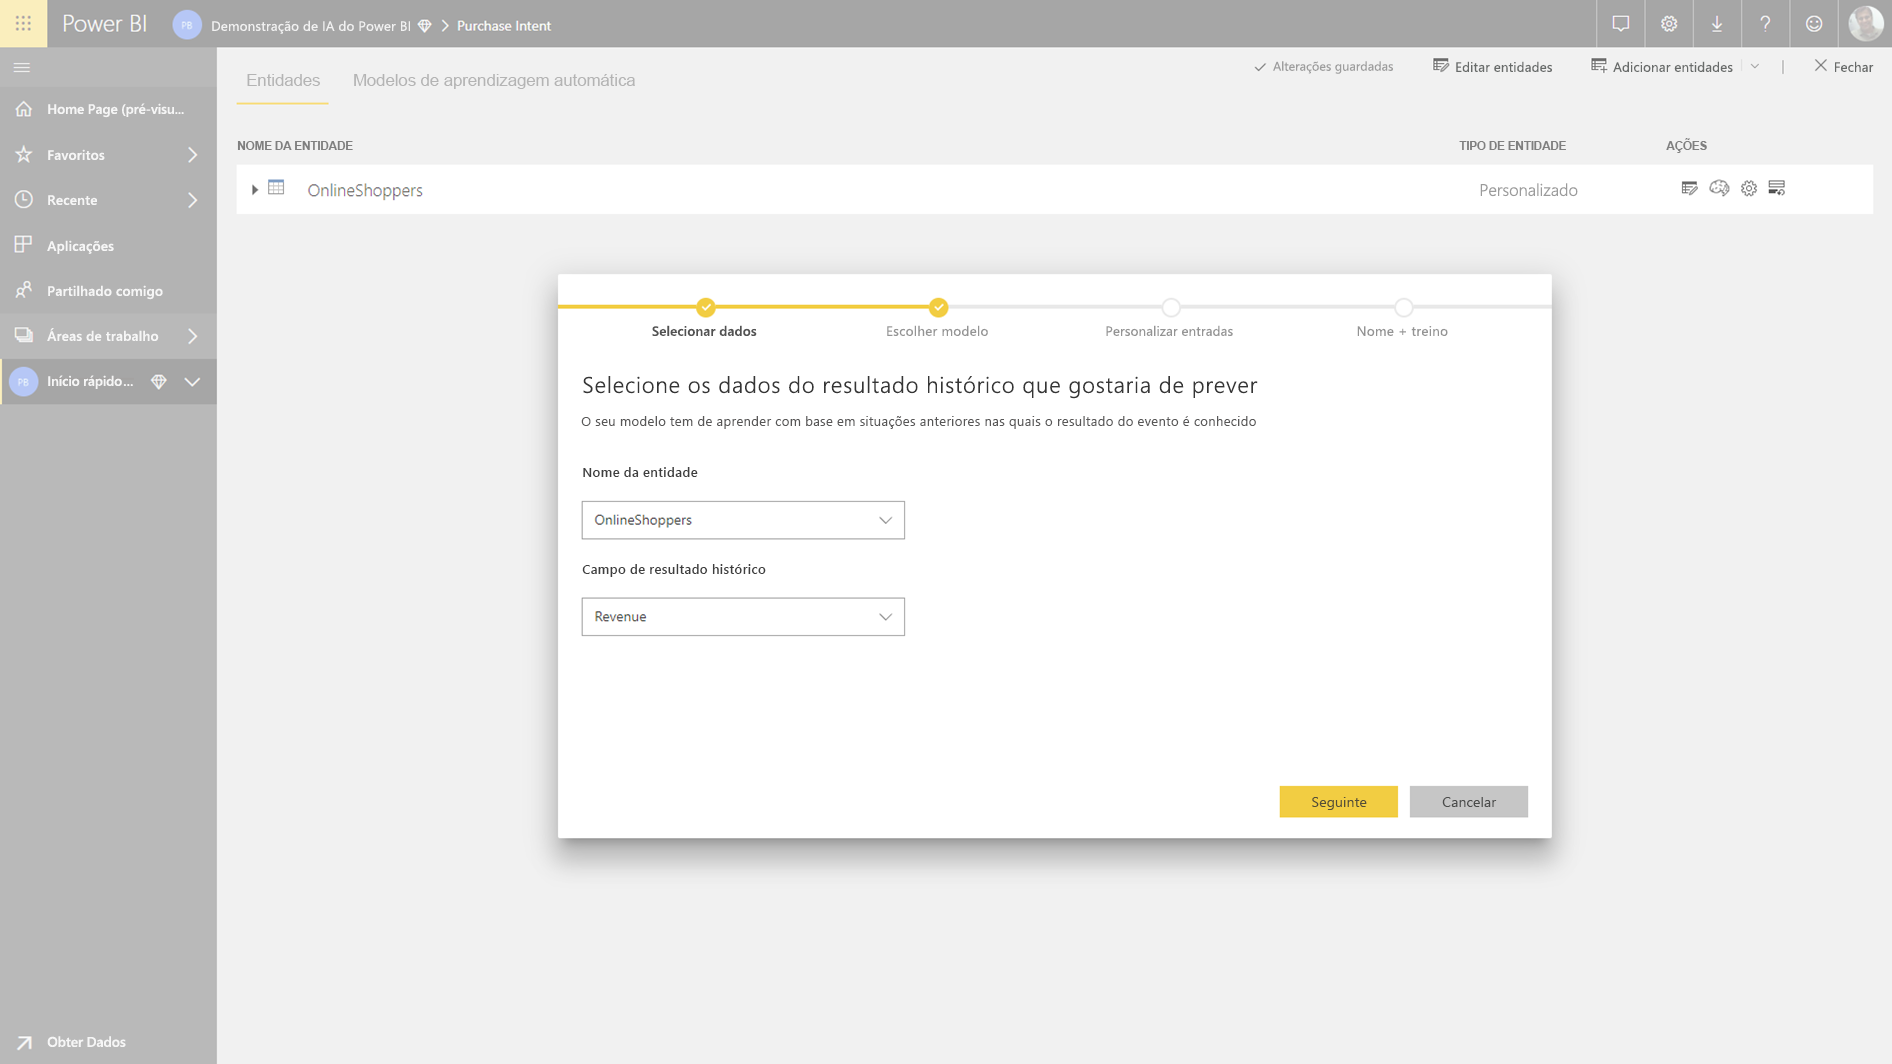 Power BI
PB
Demonstração de IA do Power BI
Purchase Intent
Entidades
Modelos de aprendizagem automática
Alterações guardadas
Editar entidades
Adicionar entidades
Fechar
Home Page (pré-visu...
Favoritos
Recente
Aplicações
Partilhado comigo
Áreas de trabalho
PB
Início rápido...
Obter Dados
NOME DA ENTIDADE
TIPO DE ENTIDADE
AÇÕES
OnlineShoppers
Personalizado
Selecionar dados
Escolher modelo
Personalizar entradas
Nome + treino
Selecione os dados do resultado histórico que gostaria de prever
O seu modelo tem de aprender com base em situações anteriores nas quais o resultado do evento é conhecido
Nome da entidade
OnlineShoppers
Campo de resultado histórico
Revenue
Seguinte
Cancelar